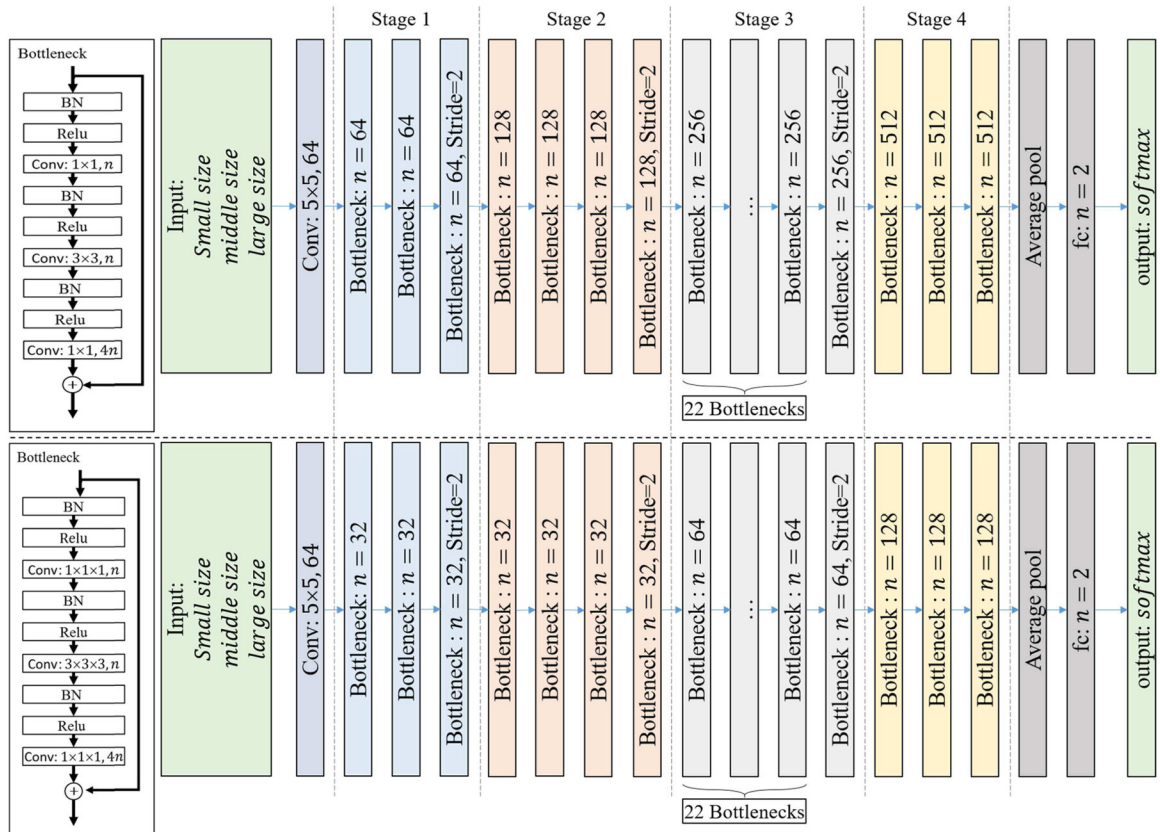 Stage 1
Stage 2
Stage 3
Stage 4
Bottleneck
BN
Relu
Conv: 1×1, n
BN
Relu
Conv: 3×3, n
BN
Relu
Conv: 1×1, 4n
+
Input:
Small size
middle size
large size
Conv: 5×5, 64
Bottleneck: n = 64
Bottleneck : n = 64
Bottleneck : n = 64, Stride=2
Bottleneck : n = 128
Bottleneck : n = 128
Bottleneck : n = 128
Bottleneck : n = 128, Stride=2
Bottleneck : n = 256
...
Bottleneck : n = 256
Bottleneck : n = 256, Stride=2
22 Bottlenecks
Bottleneck : n = 512
Bottleneck : n = 512
Bottleneck : n = 512
Average pool
fc: n = 2
output: softmax
Bottleneck
BN
Relu
Conv: 1×1×1, n
BN
Relu
Conv: 3×3×3, n
BN
Relu
Conv: 1×1×1, 4n
+
Input:
Small size
middle size
large size
Conv: 5×5, 64
Bottleneck: n = 32
Bottleneck : n = 32
Bottleneck : n = 32, Stride=2
Bottleneck : n = 32
Bottleneck : n = 32
Bottleneck : n = 32
Bottleneck : n = 32, Stride=2
Bottleneck : n = 64
...
Bottleneck : n = 64
Bottleneck : n = 64, Stride=2
22 Bottlenecks
Bottleneck : n = 128
Bottleneck : n = 128
Bottleneck : n = 128
Average pool
fc: n = 2
output: softmax